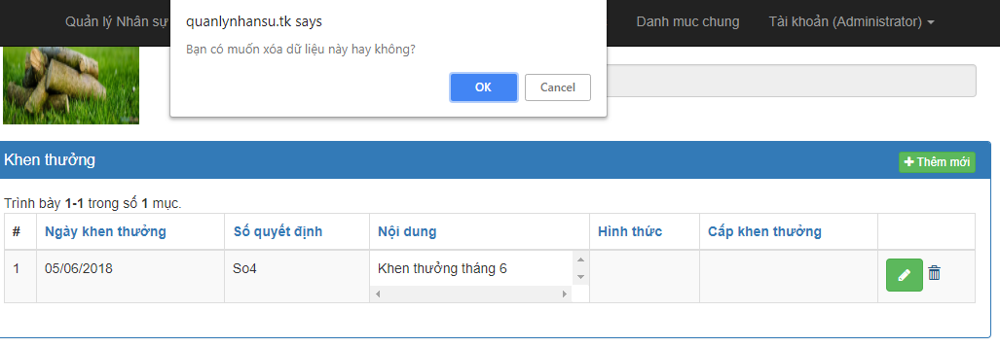 Quản lý Nhân sự
quanlynhansu.tk says
Danh muc chung
Tài khoản (Administrator)
Bạn có muốn xóa dữ liệu này hay không?
OK
Cancel
Khen thưởng
Thêm mới
Trình bày 1-1 trong số 1 mục.
# Ngày khen thưởng Số quyết định Nội dung Hình thức Cấp khen thưởng
1 05/06/2018 So4 Khen thưởng tháng 6